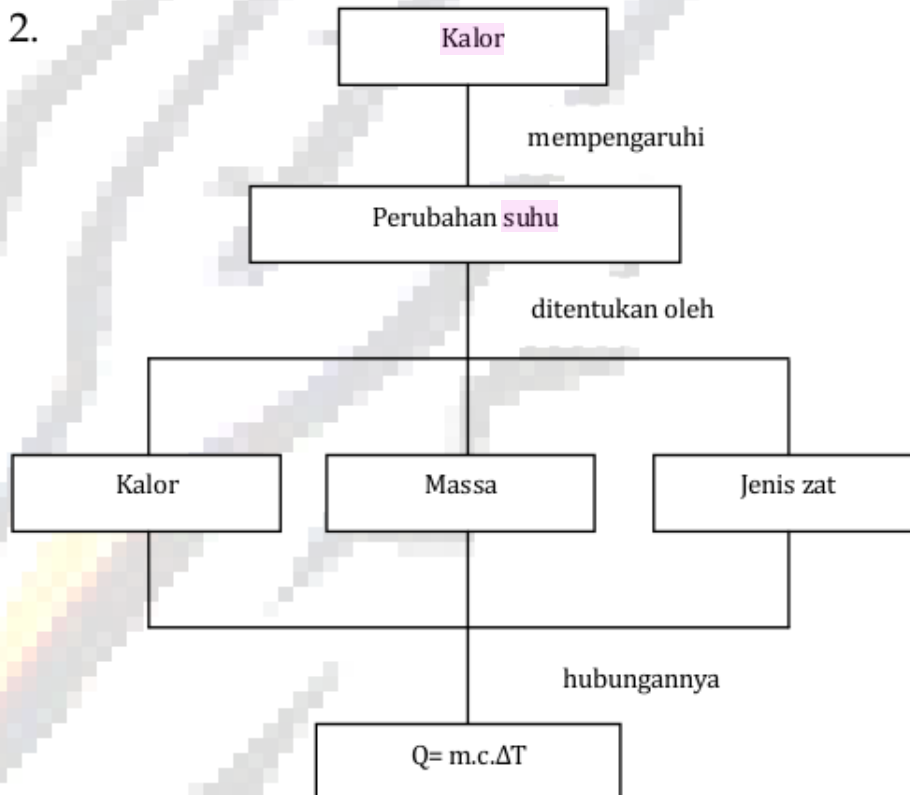 2.
Kalor
mempengaruhi
Perubahan suhu
ditentukan oleh
Kalor
Massa
Jenis zat
hubungannya
Q= m.c.ΔT